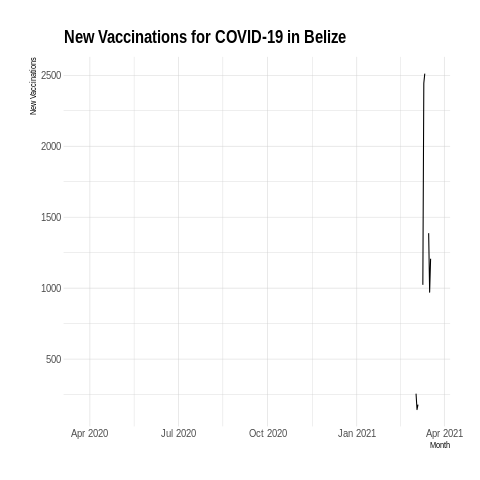 New Vaccinations for COVID-19 in Belize
New Vaccinations
2500
2000
1500
1000
500
Apr 2020 Jul 2020 Oct 2020 Jan 2021 Apr 2021
Month